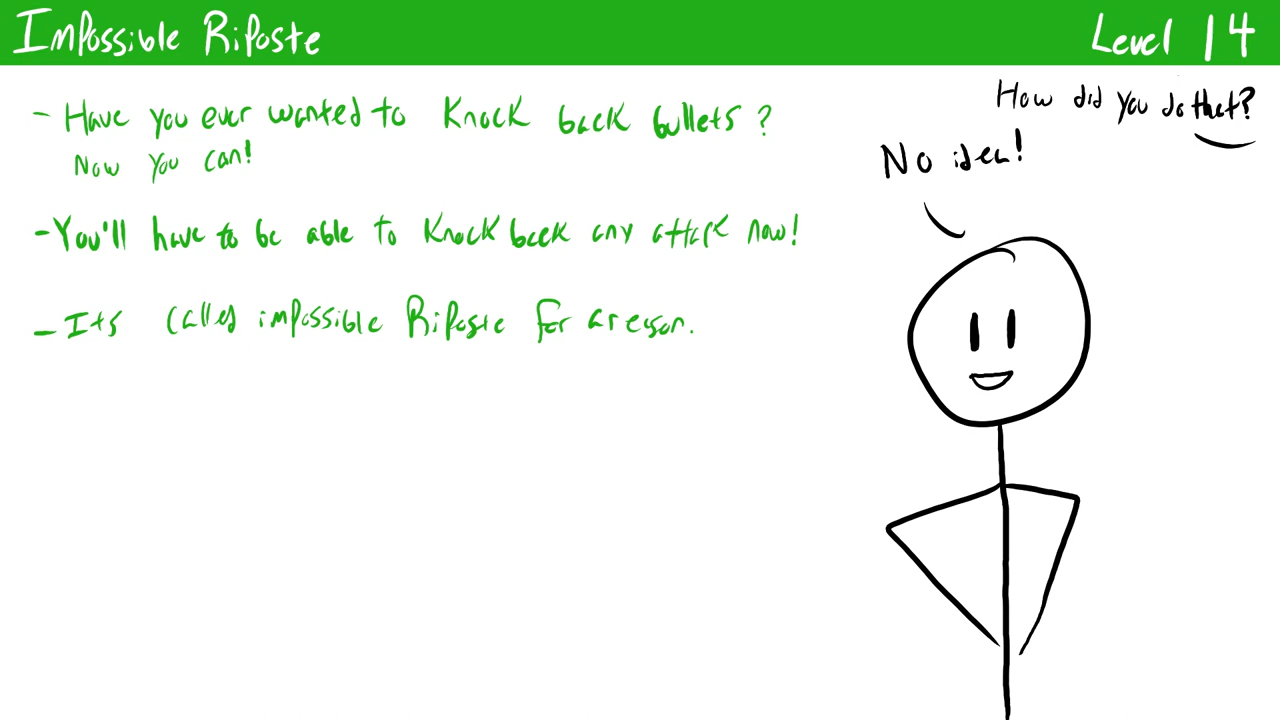 Impossible Riposte
Level 14
- Have you ever wanted to Knock back bullets?
Now you can!
- You'll have to be able to Knock back any attack now!
- Its called impossible Riposte for a reason.
How did you do that?
No idea!